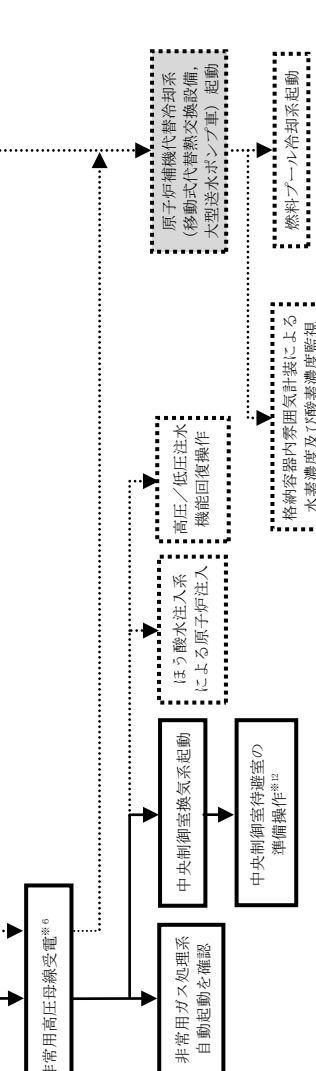 原子炉補機代替冷却系
(移動式代替熱交換設備,
大型送水ポンプ車) 起動
燃料プール冷却系起動
格納容器内雰囲気計装による
水素濃度及び酸素濃度監視
高圧／低圧注水
機能回復操作
ほう酸水注入系
による原子炉注入
中央制御室換気系起動
中央制御室待避室の
準備操作※12
非常用高圧母線受電※6
非常用ガス処理系
自動起動を確認